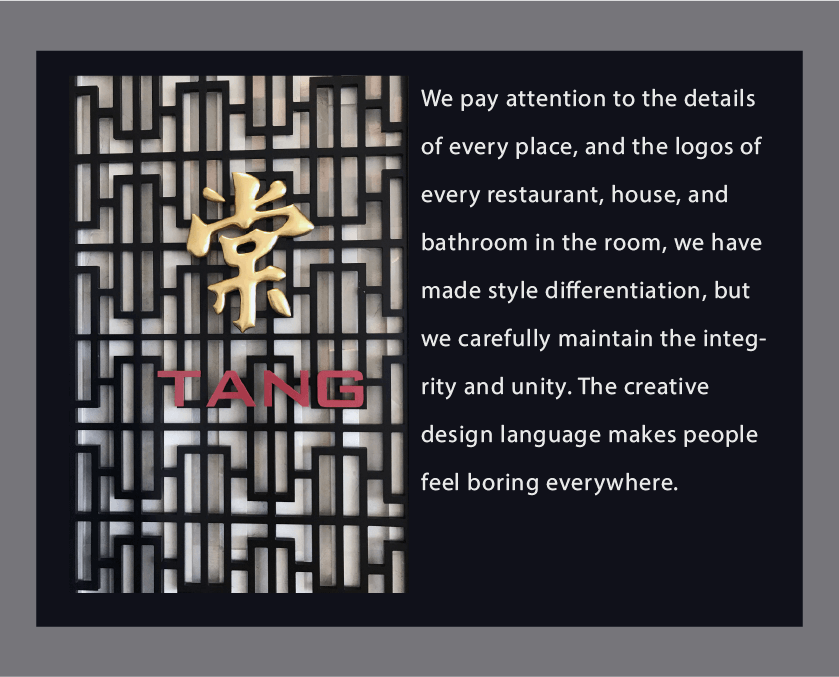 棠
TANG
We pay attention to the details
of every place, and the logos of
every restaurant, house, and
bathroom in the room, we have
made style differentiation, but
we carefully maintain the integ-
rity and unity. The creative
design language makes people
feel boring everywhere.